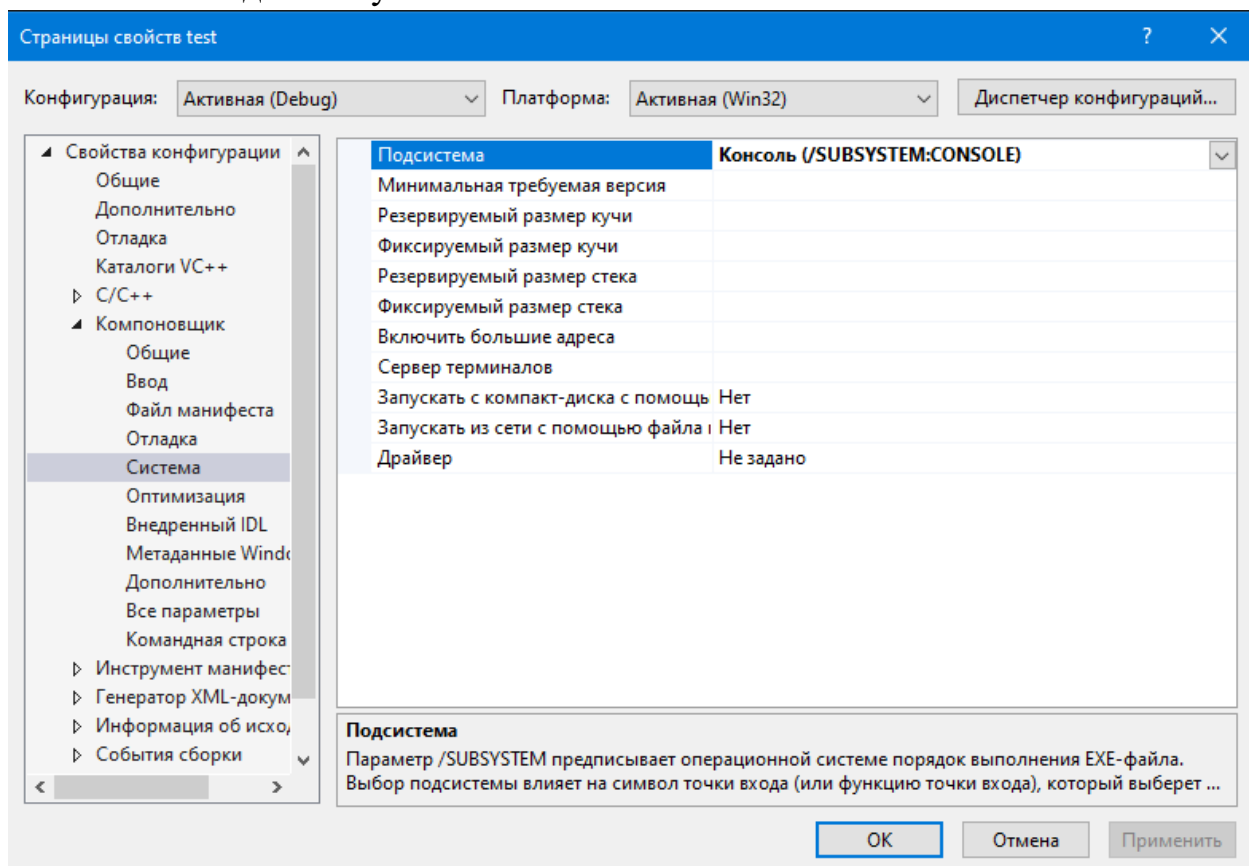 Страницы свойств test
Конфигурация: Активная (Debug) Платформа: Активная (Win32) Диспетчер конфигураций...
Свойства конфигурации
Общие
Дополнительно
Отладка
Каталоги VC++
C/C++
Компоновщик
Общие
Ввод
Файл манифеста
Отладка
Система
Оптимизация
Внедренный IDL
Метаданные Windo
Дополнительно
Все параметры
Командная строка
Инструмент манифест
Генератор XML-докум
Информация об исход
События сборки
Подсистема Консоль (/SUBSYSTEM:CONSOLE)
Минимальная требуемая версия
Резервируемый размер кучи
Фиксируемый размер кучи
Резервируемый размер стека
Фиксируемый размер стека
Включить большие адреса
Сервер терминалов
Запускать с компакт-диска с помощь Нет
Запускать из сети с помощью файла Нет
Драйвер Не задано
Подсистема
Параметр /SUBSYSTEM предписывает операционной системе порядок выполнения EXE-файла.
Выбор подсистемы влияет на символ точки входа (или функцию точки входа), который выберет ...
OK Отмена Применить